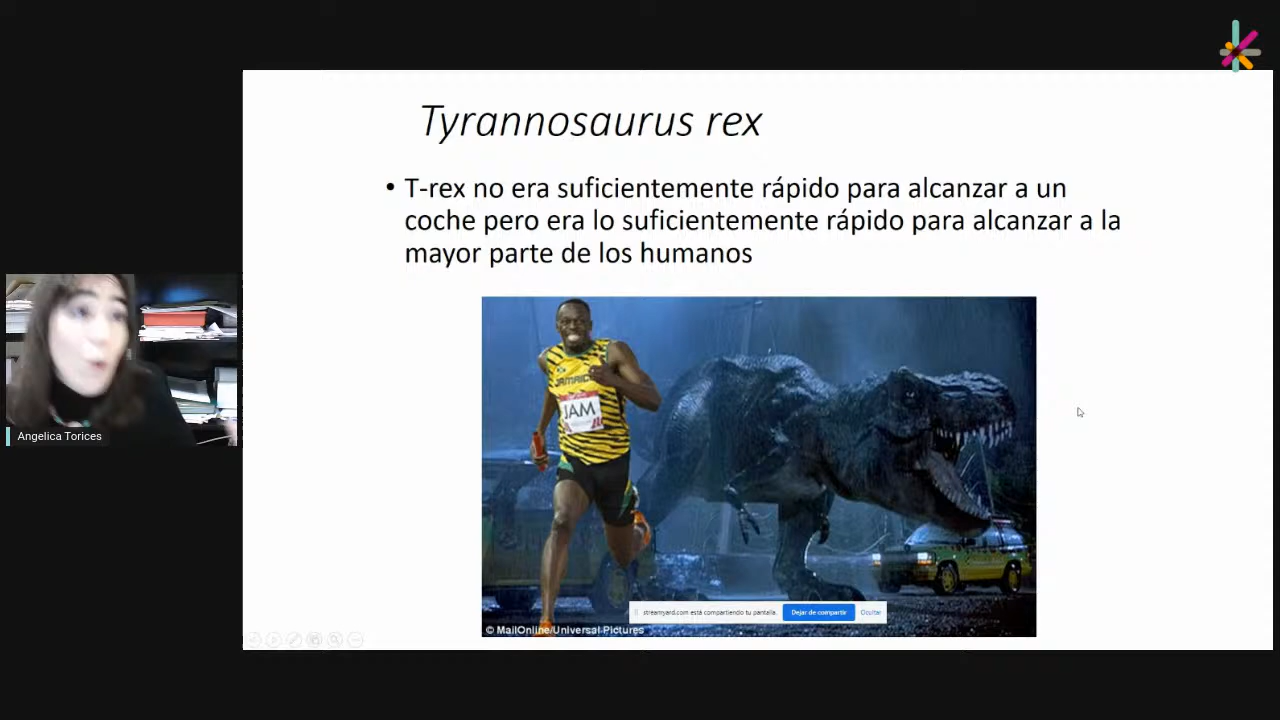 Tyrannosaurus rex
• T-rex no era suficientemente rápido para alcanzar a un
coche pero era lo suficientemente rápido para alcanzar a la
mayor parte de los humanos
JAMAICA
JAM
Angelica Torices
streamyard.com está compartiendo tu pantalla.
Dejar de compartir
Ocultar
© MailOnline/Universal Pictures